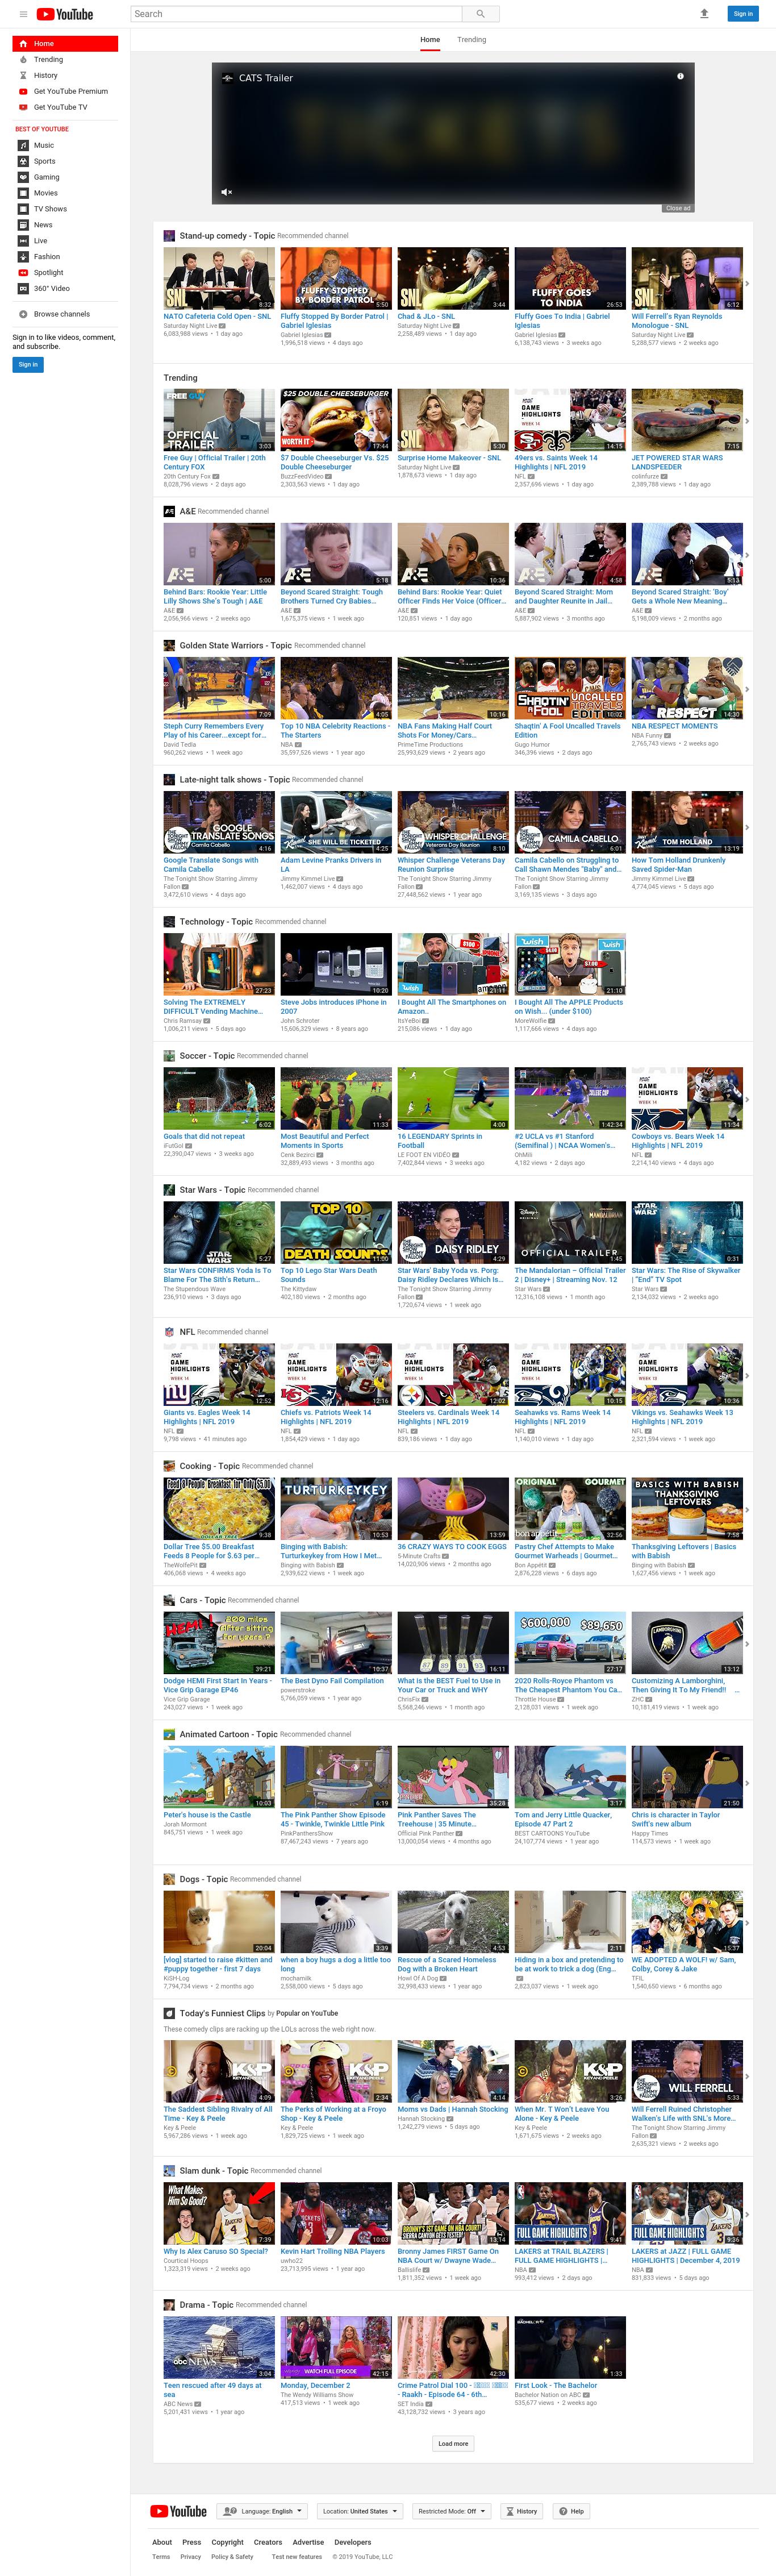 YouTube
Search
Sign in
Home
Trending
History
Get YouTube Premium
Get YouTube TV
BEST OF YOUTUBE
Music
Sports
Gaming
Movies
TV Shows
News
Live
Fashion
Spotlight
360° Video
Browse channels
Sign in to like videos, comment, and subscribe.
Sign in
Home Trending
CATS Trailer
Close ad
Stand-up comedy - Topic Recommended channel
NATO Cafeteria Cold Open - SNL
Saturday Night Live
6,083,988 views • 1 day ago
Fluffy Stopped By Border Patrol | Gabriel Iglesias
Gabriel Iglesias
1,996,518 views • 4 days ago
Chad & JLo - SNL
Saturday Night Live
2,258,489 views • 1 day ago
Fluffy Goes To India | Gabriel Iglesias
Gabriel Iglesias
6,138,743 views • 3 weeks ago
Will Ferrell's Ryan Reynolds Monologue - SNL
Saturday Night Live
5,288,577 views • 2 weeks ago
Trending
Free Guy | Official Trailer | 20th Century FOX
20th Century Fox
8,028,796 views • 2 days ago
$7 Double Cheeseburger Vs. $25 Double Cheeseburger
BuzzFeedVideo
2,303,563 views • 1 day ago
Surprise Home Makeover - SNL
Saturday Night Live
1,878,673 views • 1 day ago
49ers vs. Saints Week 14 Highlights | NFL 2019
NFL
2,357,696 views • 1 day ago
JET POWERED STAR WARS LANDSPEEDER
colinfurze
2,389,788 views • 1 day ago
A&E Recommended channel
Behind Bars: Rookie Year: Little Lilly Shows She's Tough | A&E
A&E
2,056,966 views • 2 weeks ago
Beyond Scared Straight: Tough Brothers Turned Cry Babies...
A&E
1,675,375 views • 1 week ago
Behind Bars: Rookie Year: Quiet Officer Finds Her Voice (Officer...
A&E
120,851 views • 1 day ago
Beyond Scared Straight: Mom and Daughter Reunite in Jail...
A&E
5,887,902 views • 3 months ago
Beyond Scared Straight: 'Boy' Gets a Whole New Meaning...
A&E
5,198,009 views • 2 months ago
Golden State Warriors - Topic Recommended channel
Steph Curry Remembers Every Play of his Career...except for...
David Tedla
960,262 views • 1 week ago
Top 10 NBA Celebrity Reactions - The Starters
NBA
35,597,526 views • 1 year ago
NBA Fans Making Half Court Shots For Money/Cars...
PrimeTime Productions
25,993,629 views • 2 years ago
Shaqtin' A Fool Uncalled Travels Edition
Gugo Humor
346,396 views • 2 days ago
NBA RESPECT MOMENTS
NBA Funny
2,765,743 views • 2 weeks ago
Late-night talk shows - Topic Recommended channel
Google Translate Songs with Camila Cabello
The Tonight Show Starring Jimmy Fallon
3,472,610 views • 4 days ago
Adam Levine Pranks Drivers in LA
Jimmy Kimmel Live
1,462,007 views • 4 days ago
Whisper Challenge Veterans Day Reunion Surprise
The Tonight Show Starring Jimmy Fallon
27,448,562 views • 1 year ago
Camila Cabello on Struggling to Call Shawn Mendes "Baby" and...
The Tonight Show Starring Jimmy Fallon
3,169,135 views • 3 days ago
How Tom Holland Drunkenly Saved Spider-Man
Jimmy Kimmel Live
4,774,045 views • 5 days ago
Technology - Topic Recommended channel
Solving The EXTREMELY DIFFICULT Vending Machine...
Chris Ramsay
1,006,211 views • 5 days ago
Steve Jobs introduces iPhone in 2007
John Schroter
15,606,329 views • 8 years ago
I Bought All The Smartphones on Amazon..
ItsYeBoi
215,086 views • 1 day ago
I Bought All The APPLE Products on Wish... (under $100)
MoreWolfie
1,117,666 views • 4 days ago
Soccer - Topic Recommended channel
Goals that did not repeat
iFutGol
22,390,047 views • 3 weeks ago
Most Beautiful and Perfect Moments in Sports
Cenk Bezirci
32,889,493 views • 3 months ago
16 LEGENDARY Sprints in Football
LE FOOT EN VIDÉO
7,402,844 views • 3 weeks ago
#2 UCLA vs #1 Stanford (Semifinal ) | NCAA Women's...
OhMili
4,182 views • 2 days ago
Cowboys vs. Bears Week 14 Highlights | NFL 2019
NFL
2,214,140 views • 4 days ago
Star Wars - Topic Recommended channel
Star Wars CONFIRMS Yoda Is To Blame For The Sith's Return...
The Stupendous Wave
236,910 views • 3 days ago
Top 10 Lego Star Wars Death Sounds
The Kittydaw
402,180 views • 2 months ago
Star Wars' Baby Yoda vs. Porg: Daisy Ridley Declares Which Is...
The Tonight Show Starring Jimmy Fallon
1,720,674 views • 1 week ago
The Mandalorian – Official Trailer 2 | Disney+ | Streaming Nov. 12
Star Wars
12,316,108 views • 1 month ago
Star Wars: The Rise of Skywalker | "End" TV Spot
Star Wars
2,134,032 views • 2 weeks ago
NFL Recommended channel
Giants vs. Eagles Week 14 Highlights | NFL 2019
NFL
9,798 views • 41 minutes ago
Chiefs vs. Patriots Week 14 Highlights | NFL 2019
NFL
1,854,429 views • 1 day ago
Steelers vs. Cardinals Week 14 Highlights | NFL 2019
NFL
839,186 views • 1 day ago
Seahawks vs. Rams Week 14 Highlights | NFL 2019
NFL
1,140,010 views • 1 day ago
Vikings vs. Seahawks Week 13 Highlights | NFL 2019
NFL
2,321,594 views • 1 week ago
Cooking - Topic Recommended channel
Dollar Tree $5.00 Breakfast Feeds 8 People for $.63 per...
TheWolfePit
406,068 views • 4 weeks ago
Binging with Babish: Turturkeykey from How I Met...
Binging with Babish
2,939,622 views • 1 week ago
36 CRAZY WAYS TO COOK EGGS
5-Minute Crafts
14,020,906 views • 2 months ago
Pastry Chef Attempts to Make Gourmet Warheads | Gourmet...
Bon Appétit
2,876,228 views • 6 days ago
Thanksgiving Leftovers | Basics with Babish
Binging with Babish
1,627,456 views • 1 week ago
Cars - Topic Recommended channel
Dodge HEMI First Start In Years - Vice Grip Garage EP46
Vice Grip Garage
243,027 views • 1 week ago
The Best Dyno Fail Compilation
powerstroke
5,766,059 views • 1 year ago
What is the BEST Fuel to Use in Your Car or Truck and WHY
ChrisFix
5,568,246 views • 1 month ago
2020 Rolls-Royce Phantom vs The Cheapest Phantom You Ca...
Throttle House
2,128,031 views • 1 week ago
Customizing A Lamborghini, Then Giving It To My Friend!! ...
ZHC
10,181,419 views • 1 week ago
Animated Cartoon - Topic Recommended channel
Peter's house is the Castle
Jorah Mormont
845,751 views • 1 week ago
The Pink Panther Show Episode 45 - Twinkle, Twinkle Little Pink
PinkPanthersShow
87,467,243 views • 7 years ago
Pink Panther Saves The Treehouse | 35 Minute...
Official Pink Panther
13,000,054 views • 4 months ago
Tom and Jerry Little Quacker, Episode 47 Part 2
BEST CARTOONS YouTube
24,107,774 views • 1 year ago
Chris is character in Taylor Swift's new album
Happy Times
114,573 views • 1 week ago
Dogs - Topic Recommended channel
[vlog] started to raise #kitten and #puppy together - first 7 days
KiSH-Log
7,794,734 views • 2 months ago
when a boy hugs a dog a little too long
mochamilk
2,558,000 views • 5 days ago
Rescue of a Scared Homeless Dog with a Broken Heart
Howl Of A Dog
32,998,433 views • 1 year ago
Hiding in a box and pretending to be at work to trick a dog (Eng...
2,823,037 views • 1 week ago
WE ADOPTED A WOLF! w/ Sam, Colby, Corey & Jake
TFIL
1,540,650 views • 6 months ago
Today's Funniest Clips by Popular on YouTube
These comedy clips are racking up the LOLs across the web right now.
The Saddest Sibling Rivalry of All Time - Key & Peele
Key & Peele
5,967,286 views • 1 week ago
The Perks of Working at a Froyo Shop - Key & Peele
Key & Peele
1,829,725 views • 1 week ago
Moms vs Dads | Hannah Stocking
Hannah Stocking
1,242,279 views • 5 days ago
When Mr. T Won't Leave You Alone - Key & Peele
Key & Peele
1,671,675 views • 2 weeks ago
Will Ferrell Ruined Christopher Walken's Life with SNL's More...
The Tonight Show Starring Jimmy Fallon
2,635,321 views • 2 weeks ago
Slam dunk - Topic Recommended channel
Why Is Alex Caruso SO Special?
Courtical Hoops
1,323,319 views • 2 weeks ago
Kevin Hart Trolling NBA Players
uwho22
23,713,995 views • 1 year ago
Bronny James FIRST Game On NBA Court w/ Dwayne Wade...
Ballislife
1,811,352 views • 1 week ago
LAKERS at TRAIL BLAZERS | FULL GAME HIGHLIGHTS |...
NBA
993,412 views • 2 days ago
LAKERS at JAZZ | FULL GAME HIGHLIGHTS | December 4, 2019
NBA
831,833 views • 5 days ago
Drama - Topic Recommended channel
Teen rescued after 49 days at sea
ABC News
5,201,431 views • 1 year ago
Monday, December 2
The Wendy Williams Show
417,513 views • 1 week ago
Crime Patrol Dial 100 - - Raakh - Episode 64 - 6th...
SET India
43,128,732 views • 3 years ago
First Look - The Bachelor
Bachelor Nation on ABC
535,677 views • 2 weeks ago
Load more
YouTube Language: English Location: United States Restricted Mode: Off History Help
About Press Copyright Creators Advertise Developers
Terms Privacy Policy & Safety Test new features © 2019 YouTube, LLC